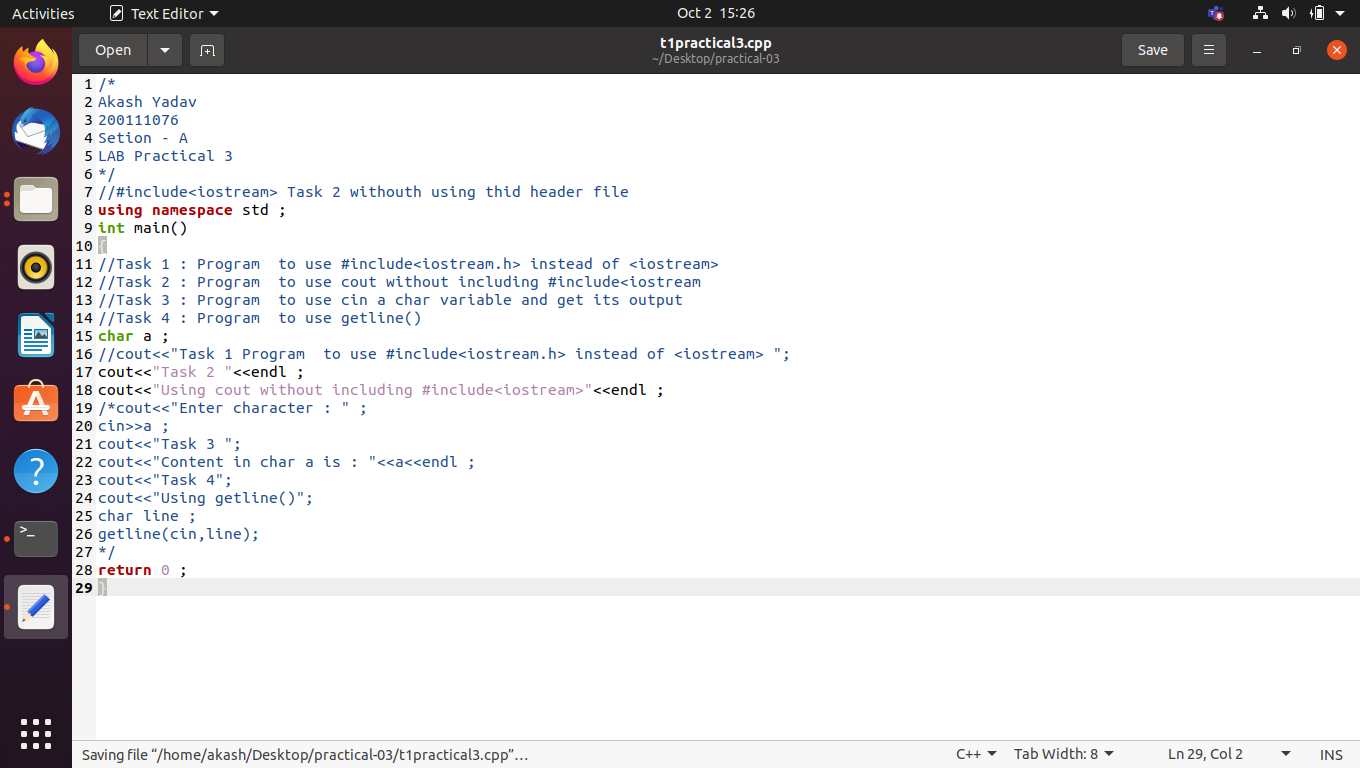 Activities Text Editor Oct 2 15:26
Open t1practical3.cpp Save
~/Desktop/practical-03
1 /*
2 Akash Yadav
3 200111076
4 Setion - A
5 LAB Practical 3
6 */
7 //#include<iostream> Task 2 withouth using thid header file
8 using namespace std ;
9 int main()
10 {
11 //Task 1 : Program  to use #include<iostream.h> instead of <iostream>
12 //Task 2 : Program  to use cout without including #include<iostream
13 //Task 3 : Program  to use cin a char variable and get its output
14 //Task 4 : Program  to use getline()
15 char a ;
16 //cout<<"Task 1 Program  to use #include<iostream.h> instead of <iostream> ";
17 cout<<"Task 2 "<<endl ;
18 cout<<"Using cout without including #include<iostream>"<<endl ;
19 /*cout<<"Enter character : " ;
20 cin>>a ;
21 cout<<"Task 3 ";
22 cout<<"Content in char a is : "<<a<<endl ;
23 cout<<"Task 4";
24 cout<<"Using getline()";
25 char line ;
26 getline(cin,line);
27 */
28 return 0 ;
29 }
Saving file “/home/akash/Desktop/practical-03/t1practical3.cpp”… C++ Tab Width: 8 Ln 29, Col 2 INS